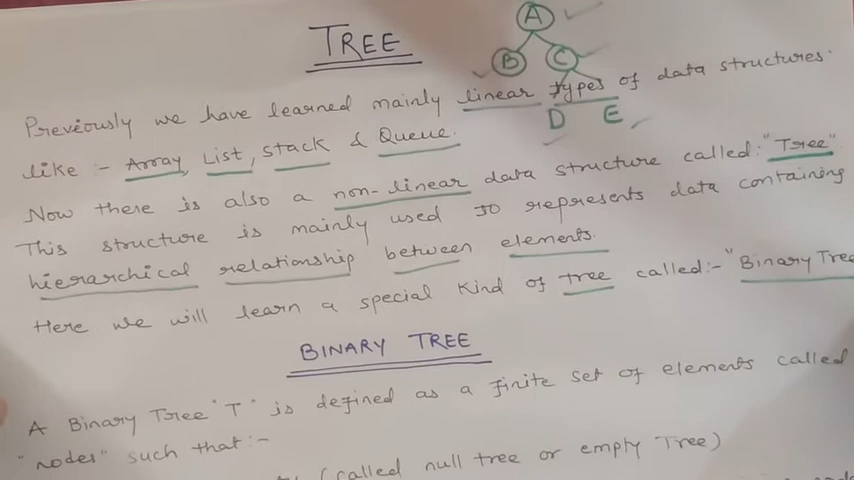 A
TREE
B C
Previously we have learned mainly linear types of data structures.
D E
like :- Array, List, stack & Queue.
Now there is also a non-linear data structure called:"Tree".
This structure is mainly used to represents data containing
hierarchical relationship between elements.
Here we will learn a special kind of tree called:- "Binary Tree
BINARY TREE
A Binary Tree 'T' is defined as a finite set of elements called
"nodes" such that :-
(called null tree or empty Tree)